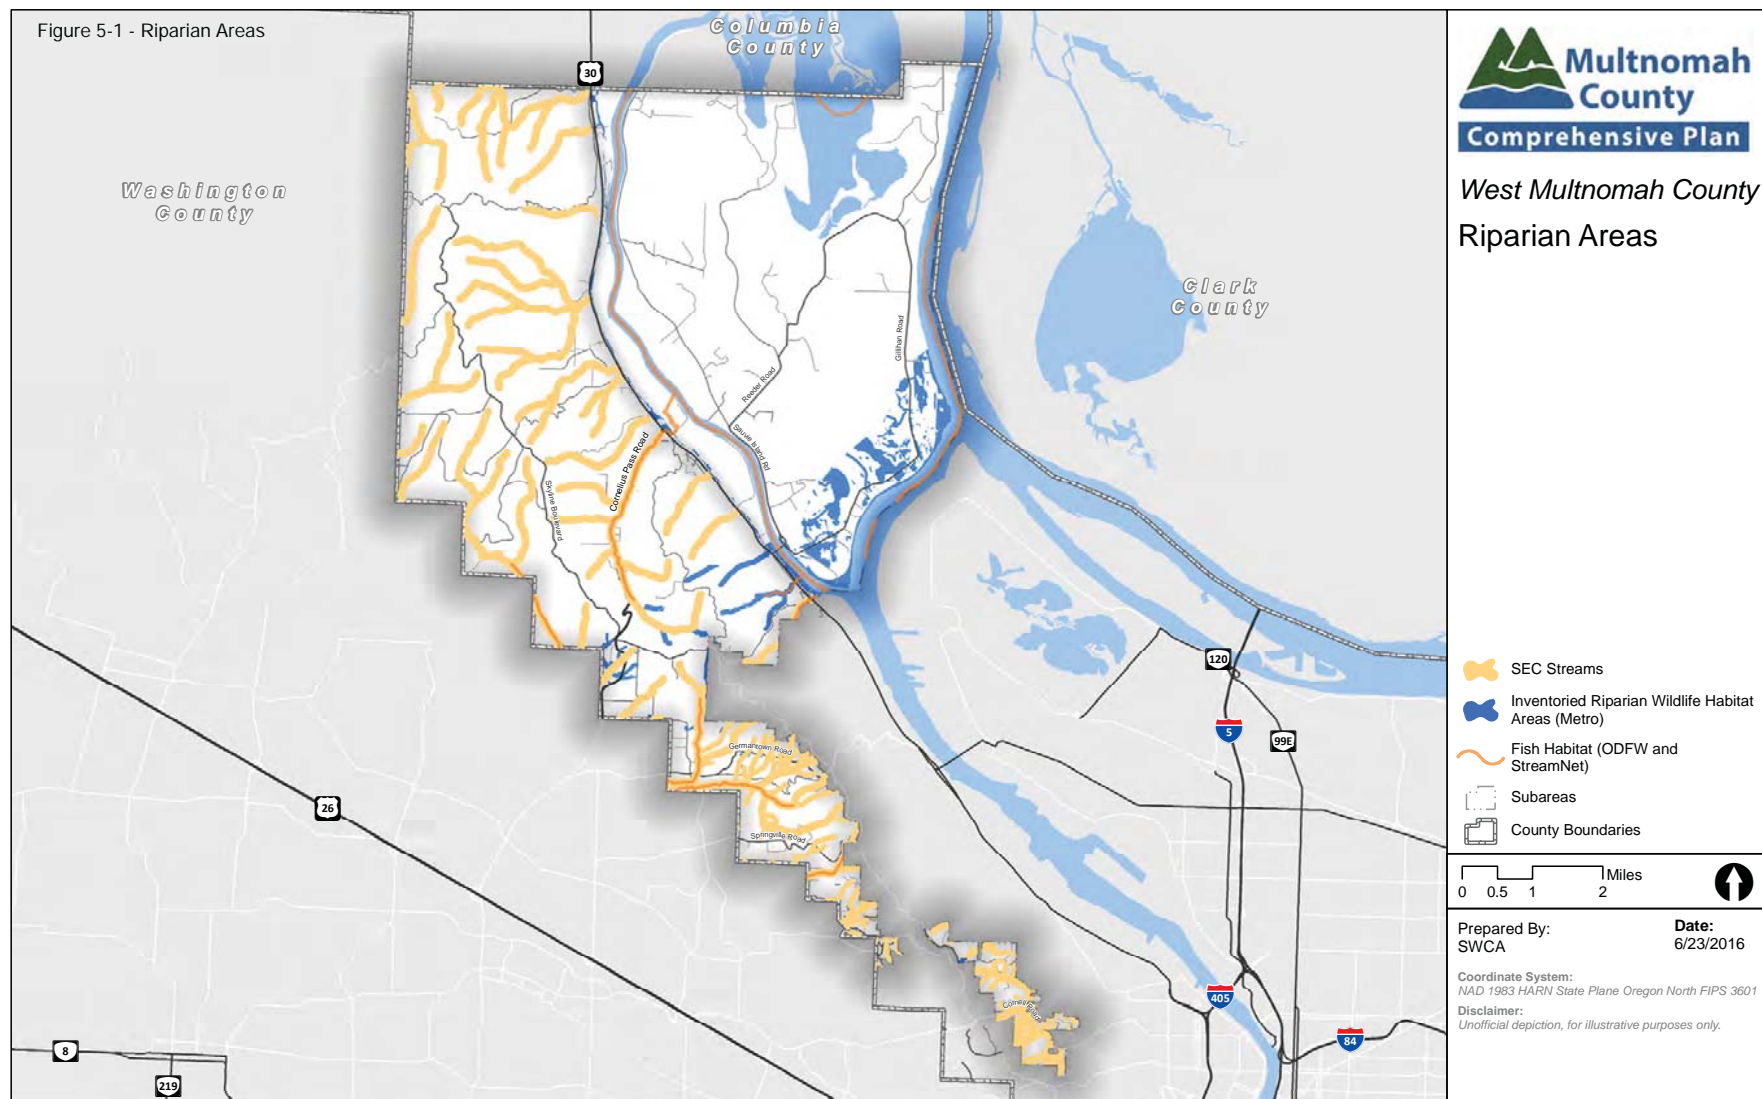 Figure 5-1 - Riparian Areas
Columbia
County
30
Washington
County
Clark
County
Gillihan Road
Reeder Road
Sauvie Island Rd
Cornelius Pass Road
Skyline Boulevard
Germantown Road
Springville Road
Cornell Road
120
5
99E
26
405
84
8
219
Multnomah
County
Comprehensive Plan
West Multnomah County
Riparian Areas
SEC Streams
Inventoried Riparian Wildlife Habitat
Areas (Metro)
Fish Habitat (ODFW and
StreamNet)
Subareas
County Boundaries
Miles
0 0.5 1 2
Prepared By:
SWCA
Date:
6/23/2016
Coordinate System:
NAD 1983 HARN State Plane Oregon North FIPS 3601
Disclaimer:
Unofficial depiction, for illustrative purposes only.